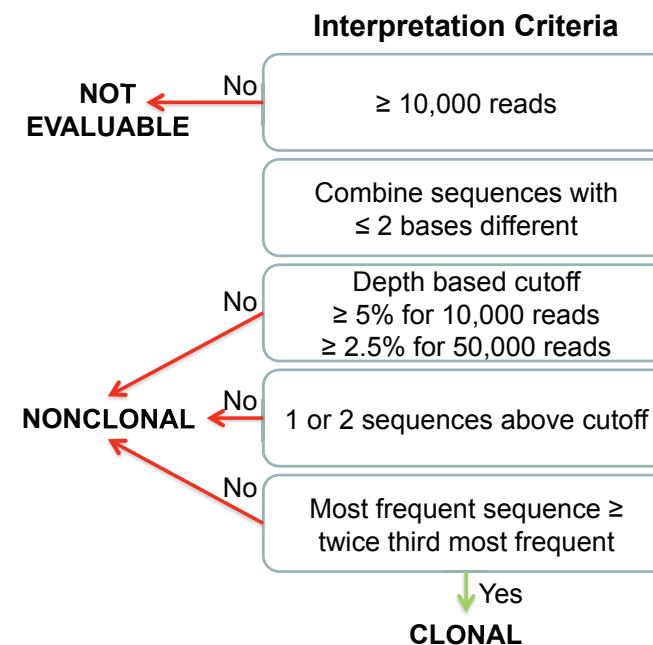 Interpretation Criteria
No
NOT
EVALUABLE
≥ 10,000 reads
Combine sequences with
≤ 2 bases different
No
Depth based cutoff
≥ 5% for 10,000 reads
≥ 2.5% for 50,000 reads
NONCLONAL
No
1 or 2 sequences above cutoff
No
Most frequent sequence ≥
twice third most frequent
Yes
CLONAL